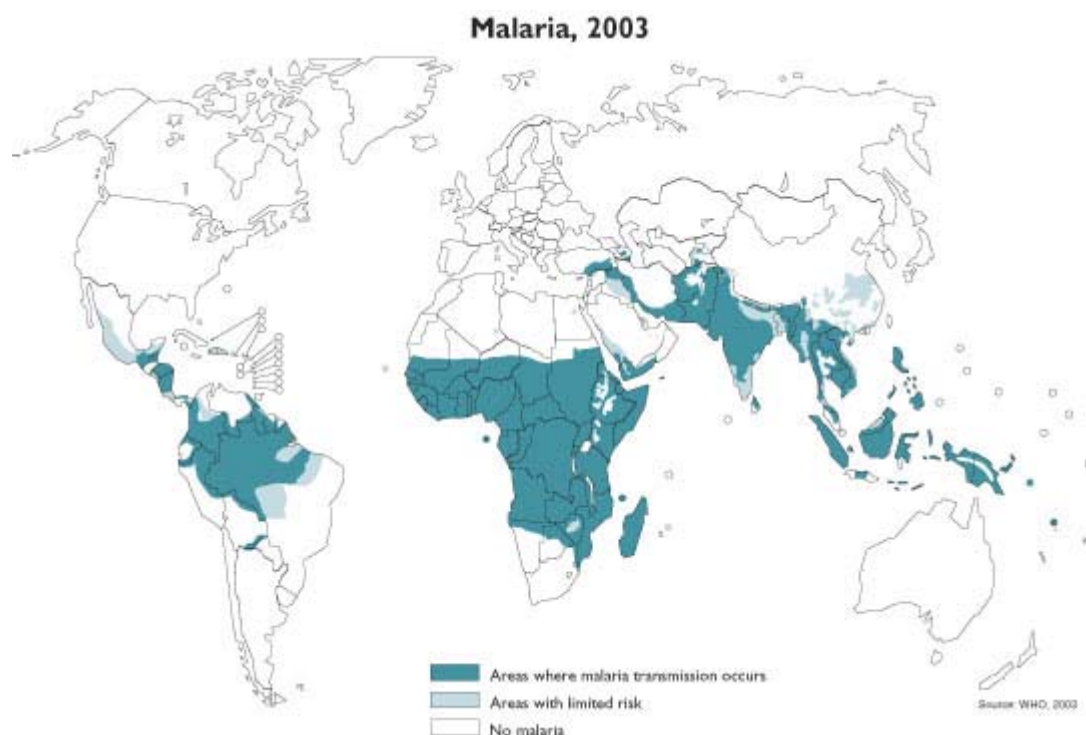 Malaria, 2003
Areas where malaria transmission occurs
Areas with limited risk
No malaria
Source: WHO, 2003